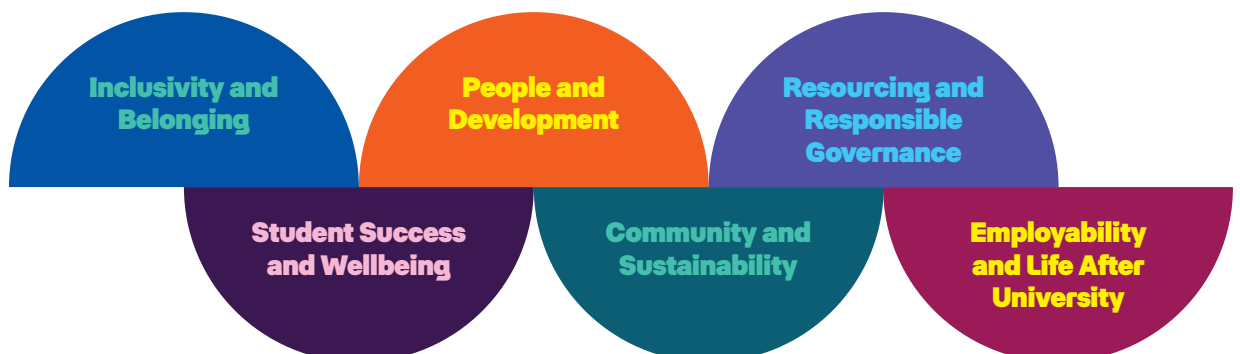 Inclusivity and
Belonging
People and
Development
Resourcing and
Responsible
Governance
Student Success
and Wellbeing
Community and
Sustainability
Employability
and Life After
University